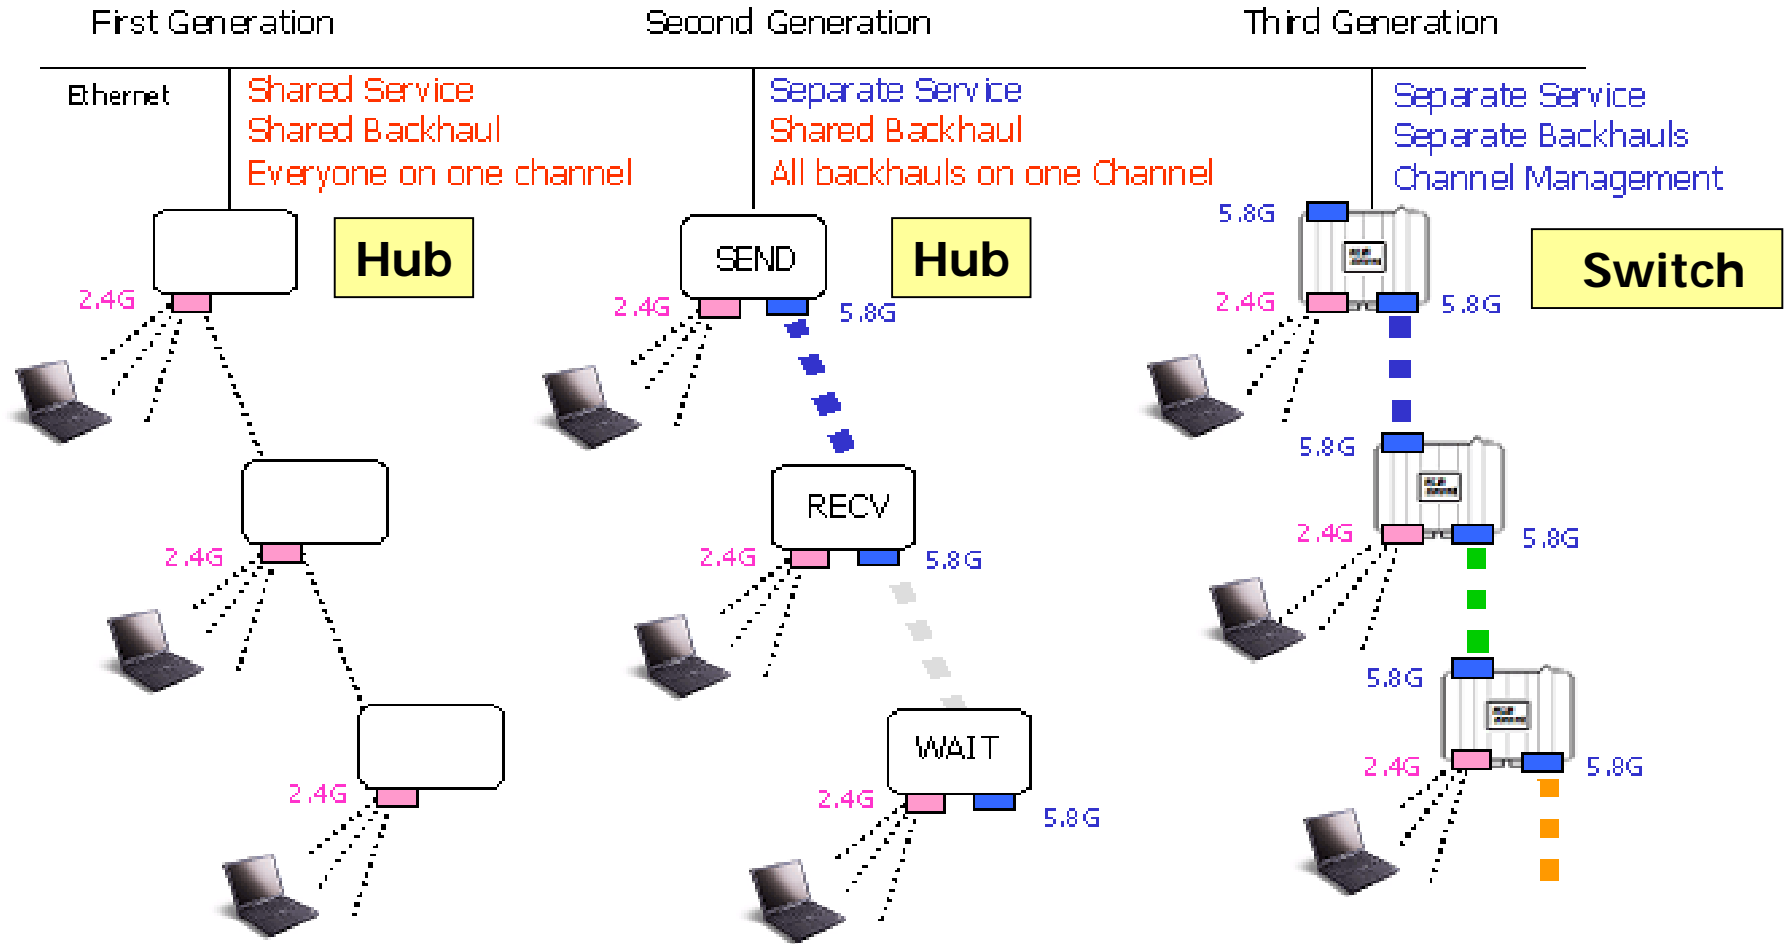 First Generation
Second Generation
Third Generation
Ethernet
Shared Service
Shared Backhaul
Everyone on one channel
Separate Service
Shared Backhaul
All backhauls on one Channel
Separate Service
Separate Backhauls
Channel Management
Hub
2.4G
2.4G
2.4G
SEND
Hub
2.4G
5.8G
RECV
2.4G
5.8G
WAIT
2.4G
5.8G
5.8G
Switch
2.4G
5.8G
5.8G
2.4G
5.8G
5.8G
2.4G
5.8G